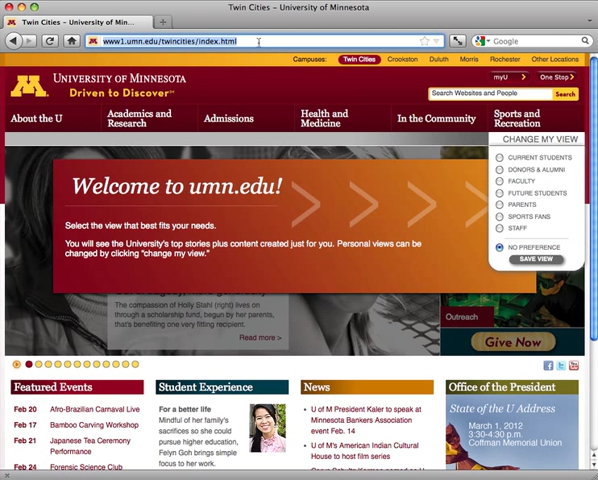 Twin Cities - University of Minnesota
Twin Cities - University of Min...
www1.umn.edu/twincities/index.html
Google
Campuses: Twin Cities Crookston Duluth Morris Rochester Other Locations
M UNIVERSITY OF MINNESOTA
Driven to Discover
myU One Stop
Search Websites and People Search
About the U
Academics and
Research
Admissions
Health and
Medicine
In the Community
Sports and
Recreation
CHANGE MY VIEW
CURRENT STUDENTS
DONORS & ALUMNI
FACULTY
FUTURE STUDENTS
PARENTS
SPORTS FANS
STAFF
NO PREFERENCE
SAVE VIEW
Welcome to umn.edu!
Select the view that best fits your needs.
You will see the University's top stories plus content created just for you. Personal views can be
changed by clicking "change my view."
The compassion of Holly Stahl (right) lives on
through a scholarship fund, begun by her parents,
that's benefiting one very fitting recipient.
Read more >
Outreach
Give Now
Featured Events
Feb 20 Afro-Brazilian Carnaval Live
Feb 17 Bamboo Carving Workshop
Feb 21 Japanese Tea Ceremony
Performance
Feb 24 Forensic Science Club
Student Experience
For a better life
Mindful of her family's
sacrifices so she could
pursue higher education,
Felyn Goh brings simple
focus to her work.
News
U of M President Kaler to speak at
Minnesota Bankers Association
event Feb. 14
U of M's American Indian Cultural
House to host film series
Office of the President
State of the U Address
March 1, 2012
3:30-4:30 p.m.
Coffman Memorial Union